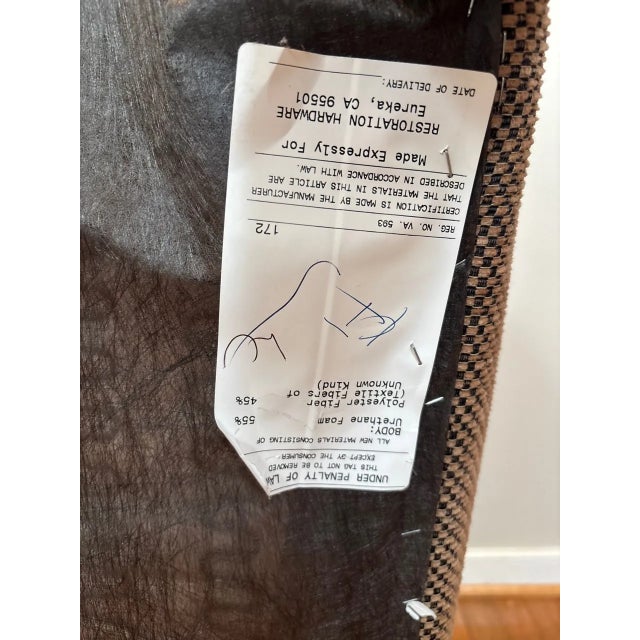 UNDER PENALTY OF LAW
THIS TAG NOT TO BE REMOVED
EXCEPT BY THE CONSUMER
ALL NEW MATERIALS CONSISTING OF
BODY:
Urethane Foam 55%
Polyester Fiber 45%
(Textile Fibers of
Unknown Kind)
172
REG. NO. VA. 593
CERTIFICATION IS MADE BY THE MANUFACTURER
THAT THE MATERIALS IN THIS ARTICLE ARE
DESCRIBED IN ACCORDANCE WITH LAW.
Made Expressly For
RESTORATION HARDWARE
Eureka, CA 95501
DATE OF DELIVERY: